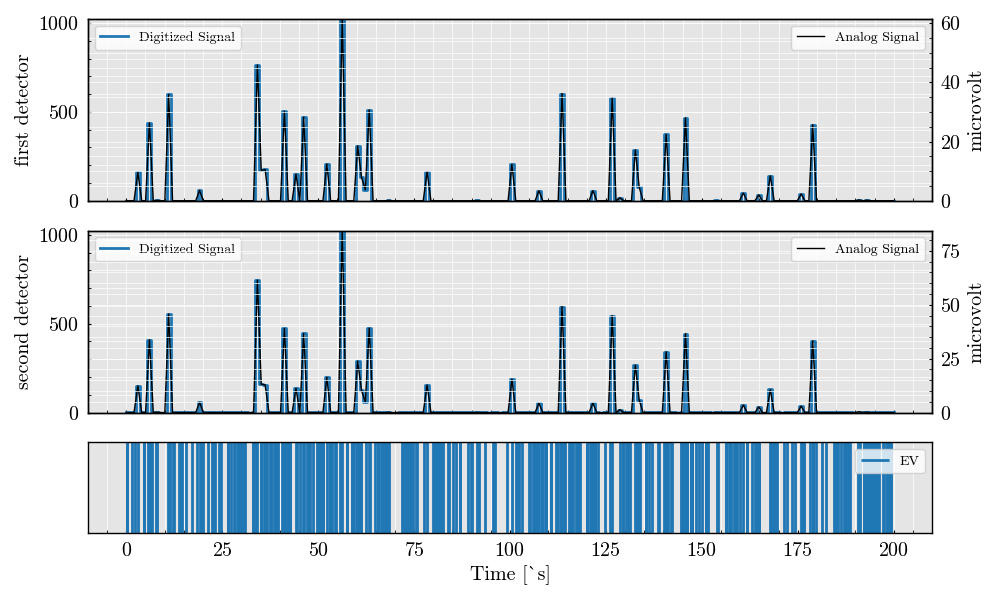 1000
500
0
first detector
Digitized Signal
Analog Signal
60
40
20
0
microvolt
1000
500
0
second detector
Digitized Signal
Analog Signal
75
50
25
0
microvolt
EV
0 25 50 75 100 125 150 175 200
Time [`s]